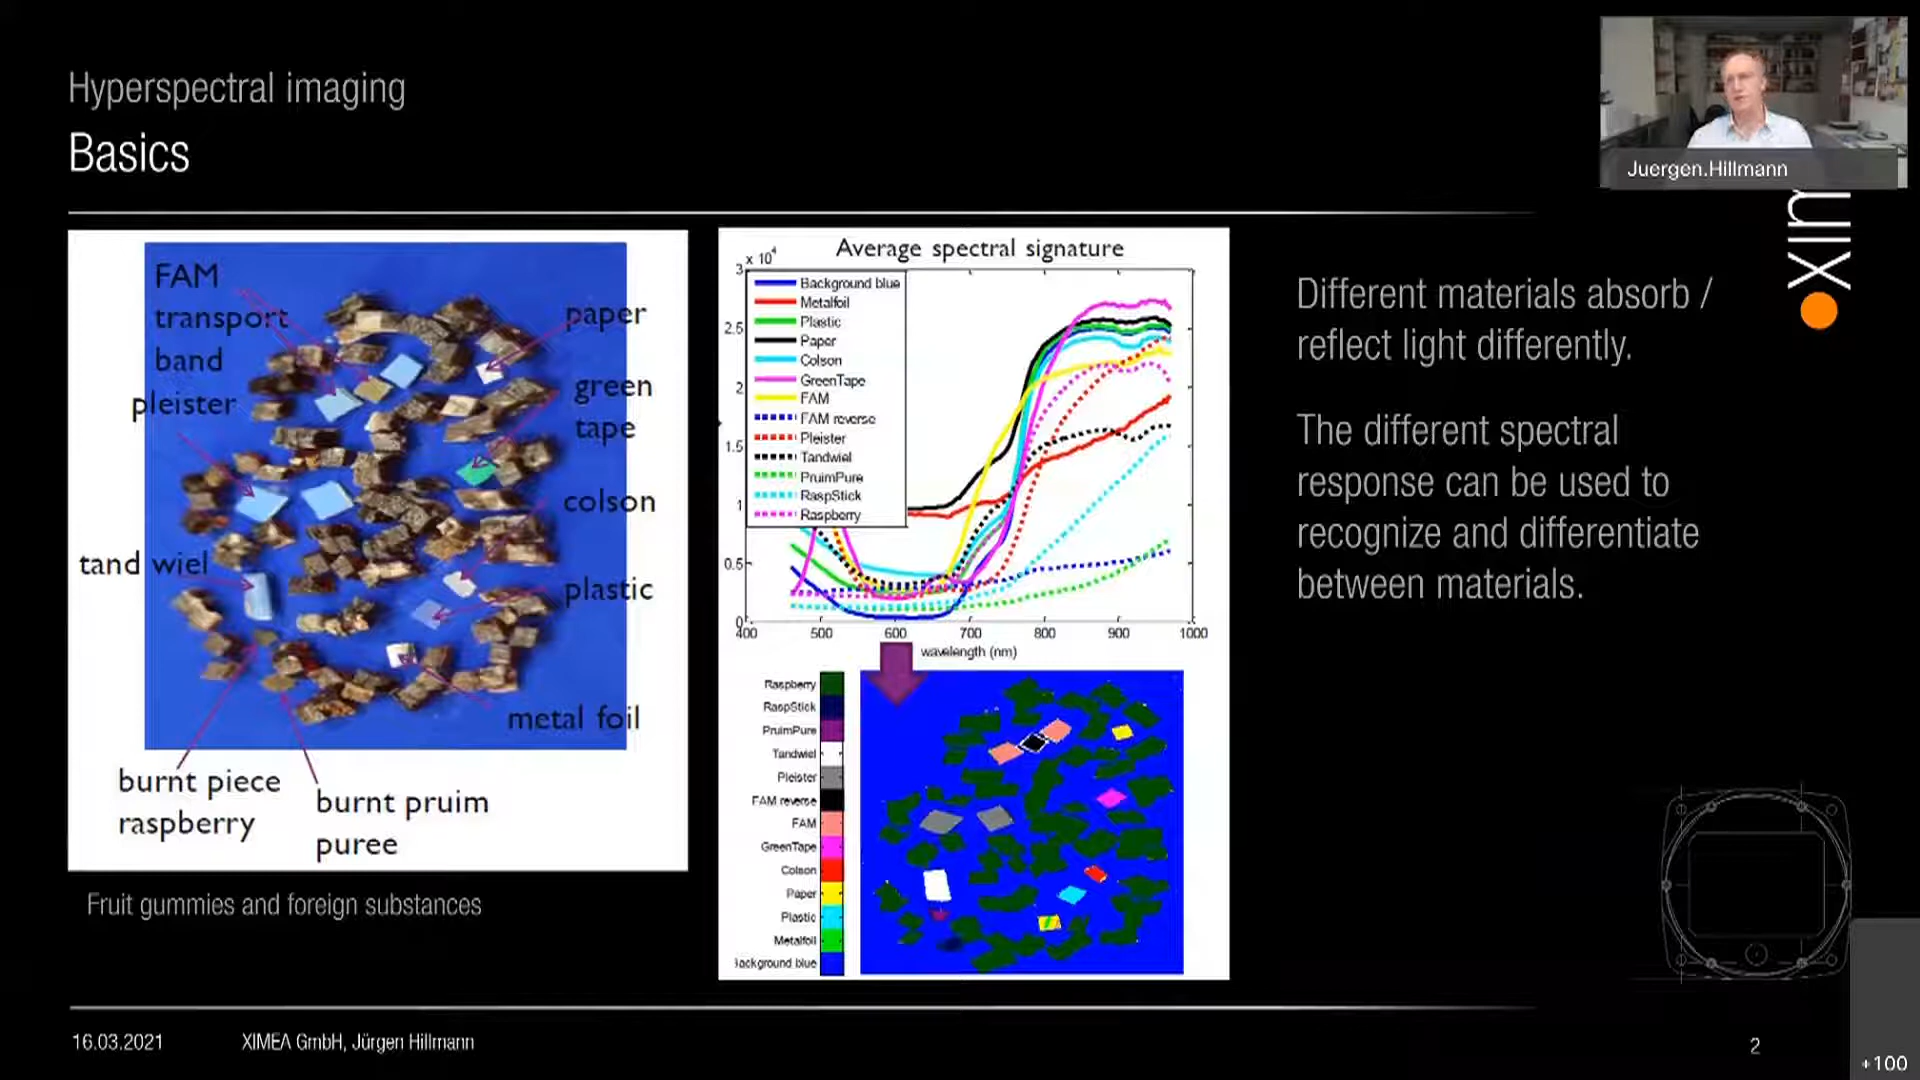 Hyperspectral imaging
Basics
Juergen.Hillmann
FAM
transport
band
pleister
tand wiel
burnt piece
raspberry
burnt pruim
puree
paper
green
tape
colson
plastic
metal foil
Fruit gummies and foreign substances
Average spectral signature
x 10⁴
3
2.5
2
1.5
1
0.5
0
Background blue
Metalfoil
Plastic
Paper
Colson
GreenTape
FAM
FAM reverse
Pleister
Tandwiel
PruimPure
RaspStick
Raspberry
400 500 600 700 800 900 1000
wavelength (nm)
Raspberry
RaspStick
PruimPure
Tandwiel
Pleister
FAM reverse
FAM
GreenTape
Colson
Paper
Plastic
Metalfoil
ackground blue
Different materials absorb /
reflect light differently.
The different spectral
response can be used to
recognize and differentiate
between materials.
16.03.2021
XIMEA GmbH, Jürgen Hillmann
2
+100